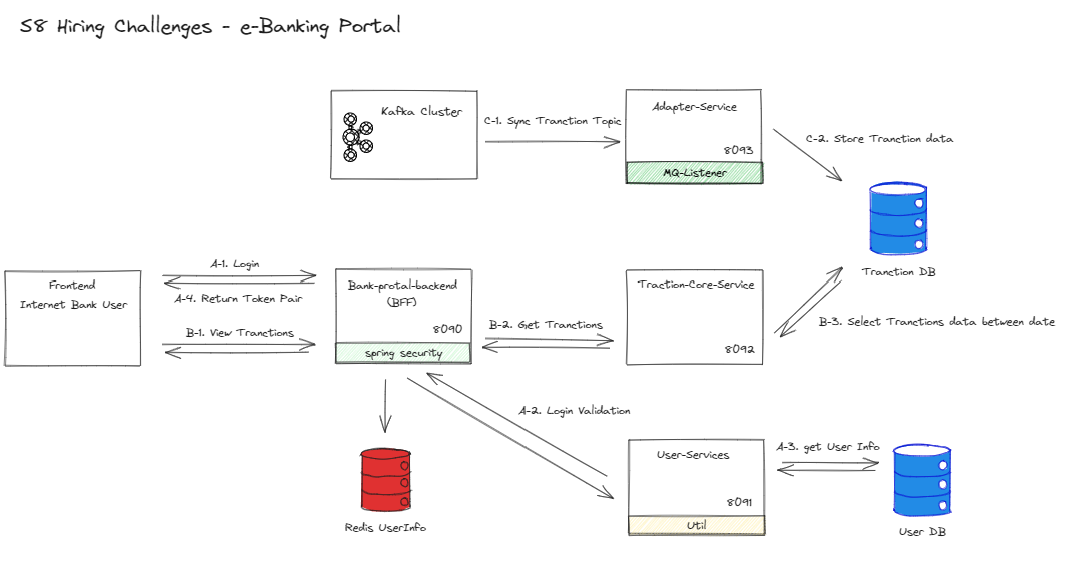 S8 Hiring Challenges - e-Banking Portal
Kafka Cluster
C-1. Sync Tranction Topic
Adapter-Service
8093
MQ-Listener
C-2. Store Tranction data
Tranction DB
Frontend
Internet Bank User
A-1. Login
A-4. Return Token Pair
B-1. View Tranctions
Bank-protal-backend
(BFF)
8090
spring security
B-2. Get Tranctions
Traction-Core-Service
8092
B-3. Select Tranctions data between date
A-2. Login Validation
Redis UserInfo
User-Services
8091
Util
A-3. get User Info
User DB